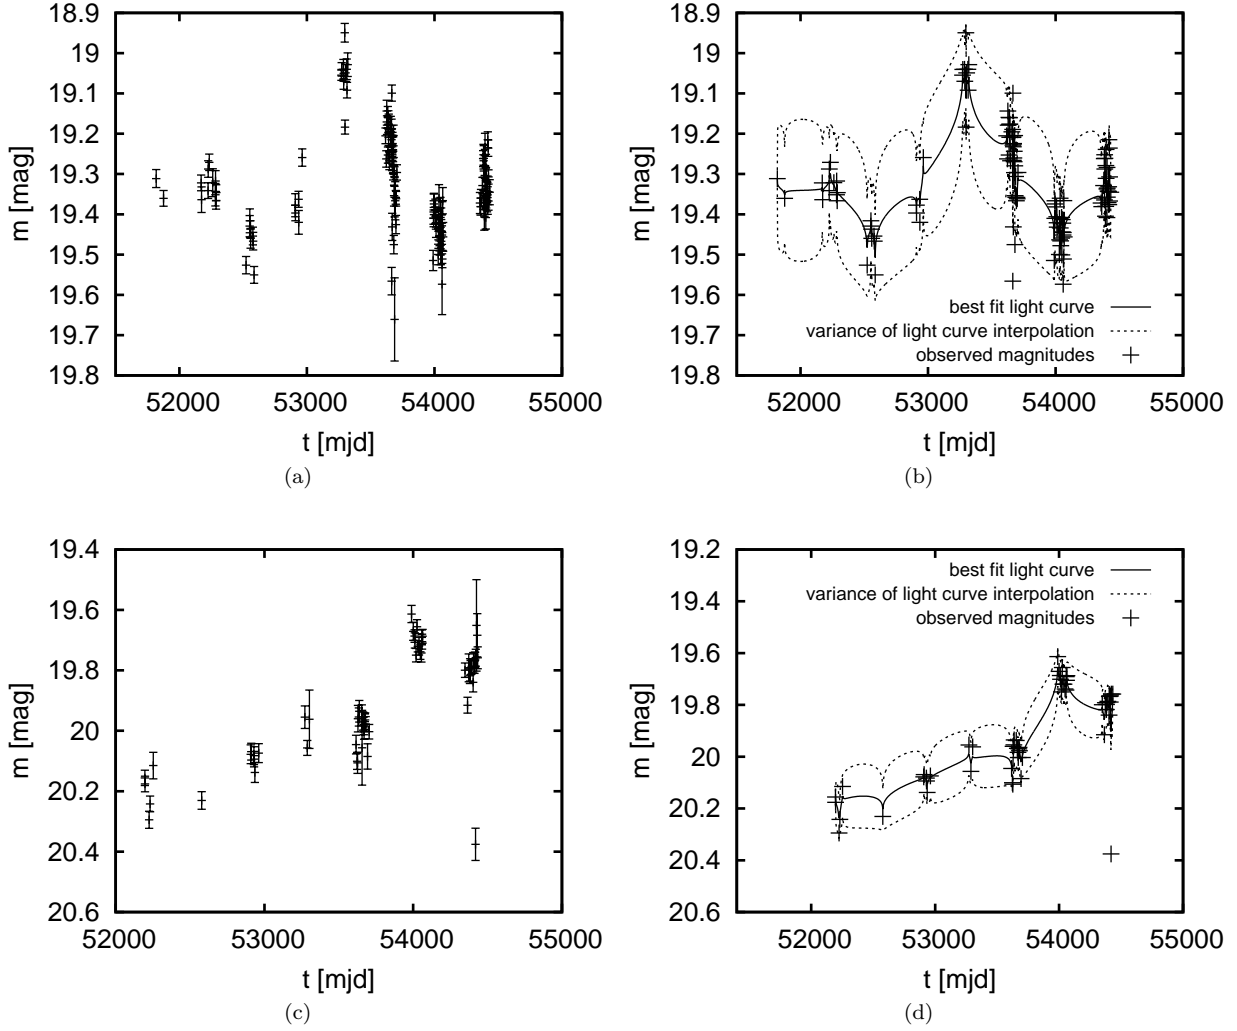 18.9
19
19.1
19.2
19.3
19.4
19.5
19.6
19.7
19.8
m [mag]
52000 53000 54000 55000
t [mjd]
(a)
18.9
19
19.1
19.2
19.3
19.4
19.5
19.6
19.7
19.8
m [mag]
best fit light curve
variance of light curve interpolation
observed magnitudes
52000 53000 54000 55000
t [mjd]
(b)
19.4
19.6
19.8
20
20.2
20.4
20.6
m [mag]
52000 53000 54000 55000
t [mjd]
(c)
19.2
19.4
19.6
19.8
20
20.2
20.4
20.6
m [mag]
best fit light curve
variance of light curve interpolation
observed magnitudes
52000 53000 54000 55000
t [mjd]
(d)